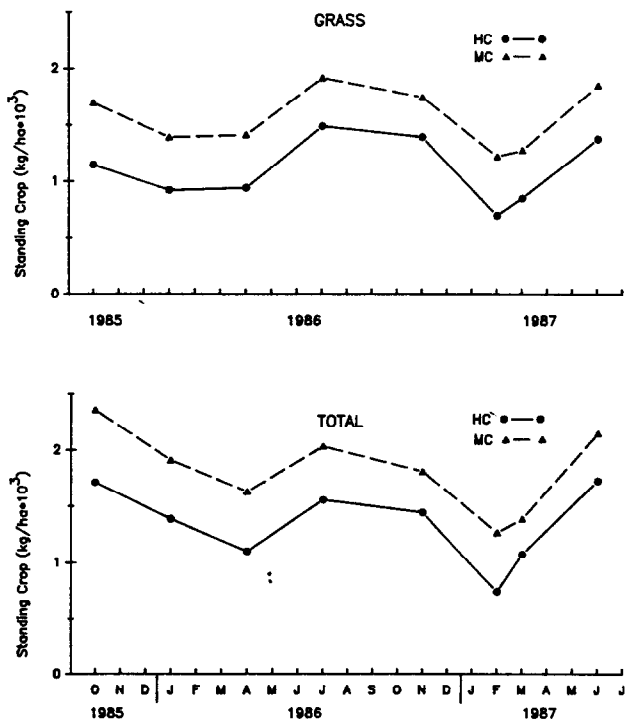 GRASS
HC
MC
2
1
0
Standing Crop (kg/ha•10³)
1985 1986 1987
TOTAL
HC
MC
2
1
0
Standing Crop (kg/ha•10³)
O N D J F M A M J J A S O N D J F M A M J J
1985 1986 1987